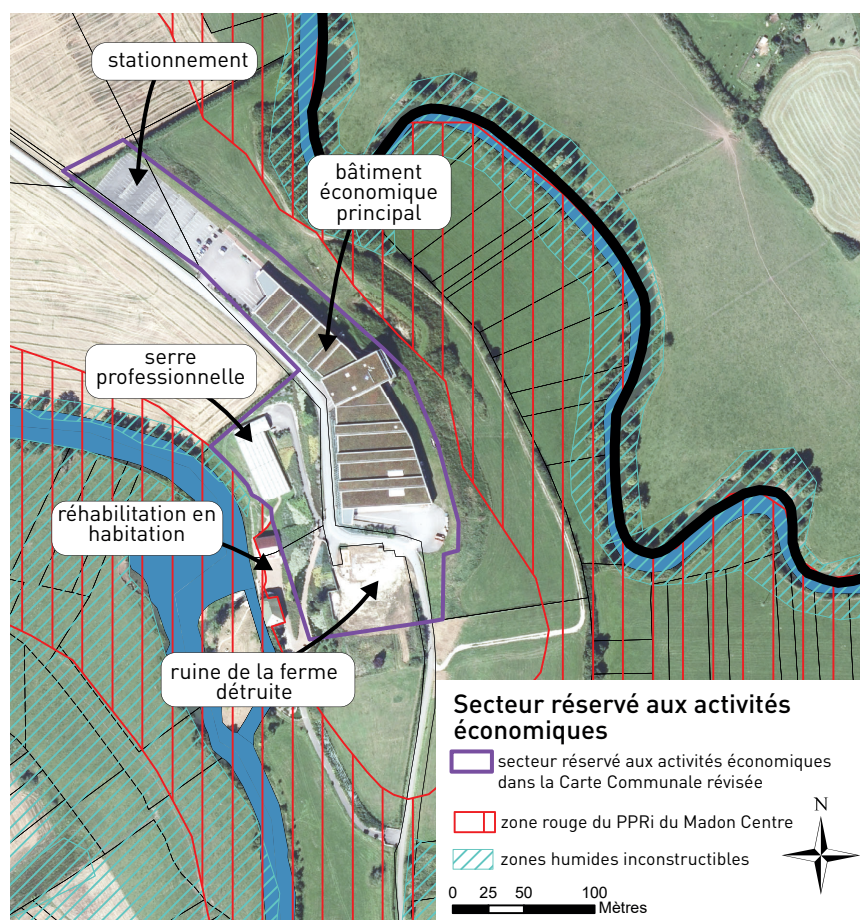 stationnement
bâtiment
économique
principal
serre
professionnelle
réhabilitation en
habitation
ruine de la ferme
détruite
Secteur réservé aux activités
économiques
secteur réservé aux activités économiques
dans la Carte Communale révisée
zone rouge du PPRi du Madon Centre
zones humides inconstructibles
N
0 25 50 100
Mètres